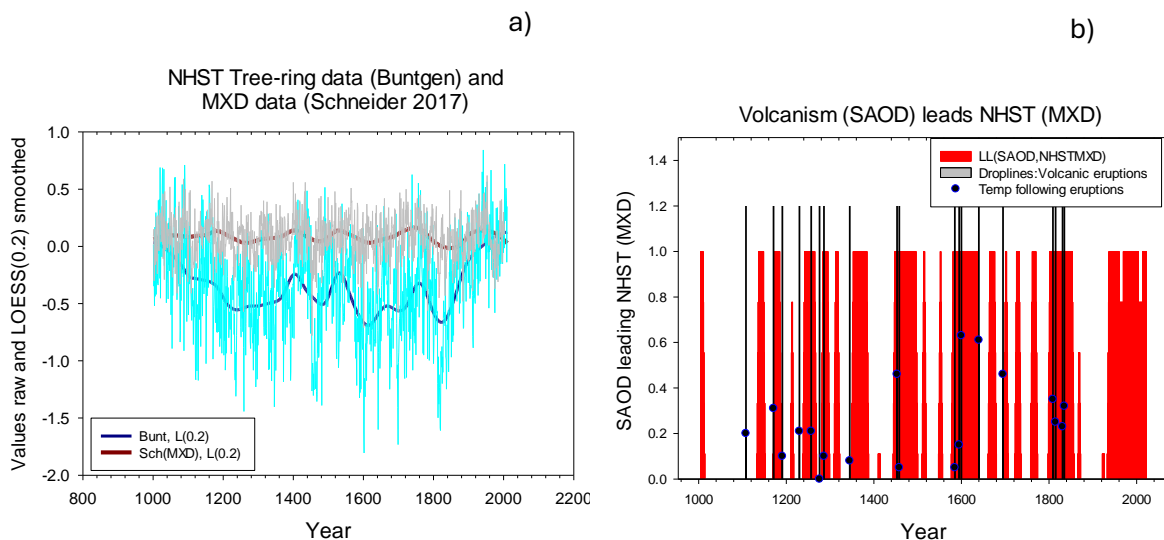 a)
NHST Tree-ring data (Buntgen) and
MXD data (Schneider 2017)
Values raw and LOESS(0.2) smoothed
1.0
0.5
0.0
-0.5
-1.0
-1.5
-2.0
Bunt, L(0.2)
Sch(MXD), L(0.2)
800 1000 1200 1400 1600 1800 2000 2200
Year
b)
Volcanism (SAOD) leads NHST (MXD)
SAOD leading NHST (MXD)
1.4
1.2
1.0
0.8
0.6
0.4
0.2
0.0
LL(SAOD,NHSTMXD)
Droplines:Volcanic eruptions
Temp following eruptions
1000 1200 1400 1600 1800 2000
Year